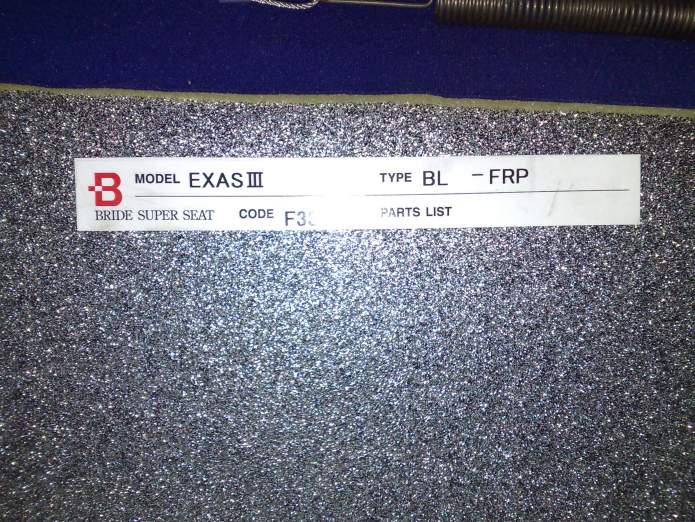 B MODEL EXAS III TYPE BL -FRP
BRIDE SUPER SEAT CODE PARTS LIST